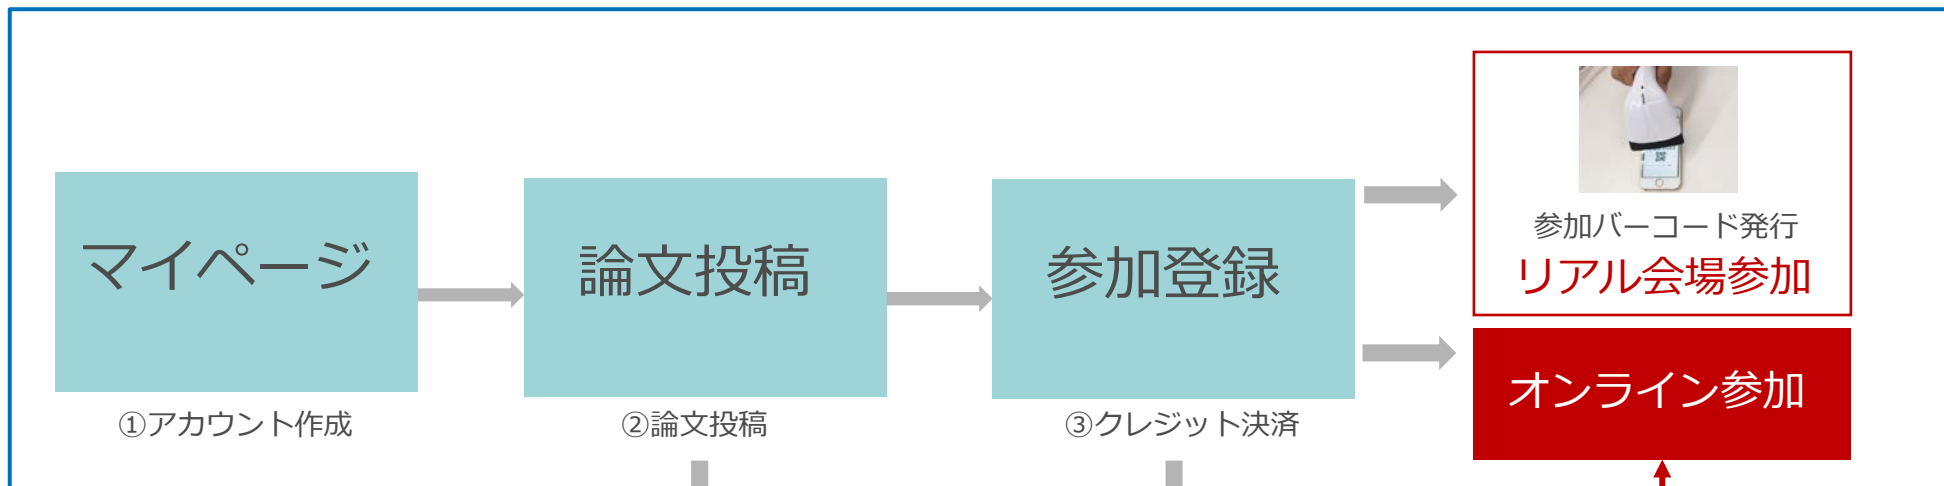 マイページ
①アカウント作成
論文投稿
②論文投稿
参加登録
③クレジット決済
参加バーコード発行
リアル会場参加
オンライン参加